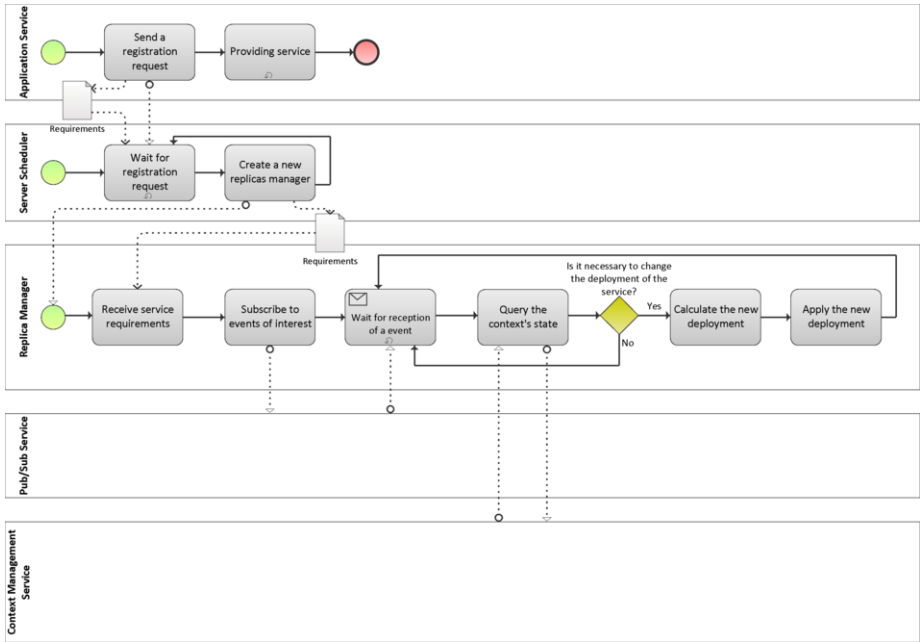 Application Service
Send a
registration
request
Providing service
Requirements
Server Scheduler
Wait for
registration
request
Create a new
replicas manager
Requirements
Replica Manager
Receive service
requirements
Subscribe to
events of interest
Wait for reception
of a event
Query the
context's state
Is it necessary to change
the deployment of the
service?
Yes
No
Calculate the new
deployment
Apply the new
deployment
Pub/Sub Service
Context Management
Service